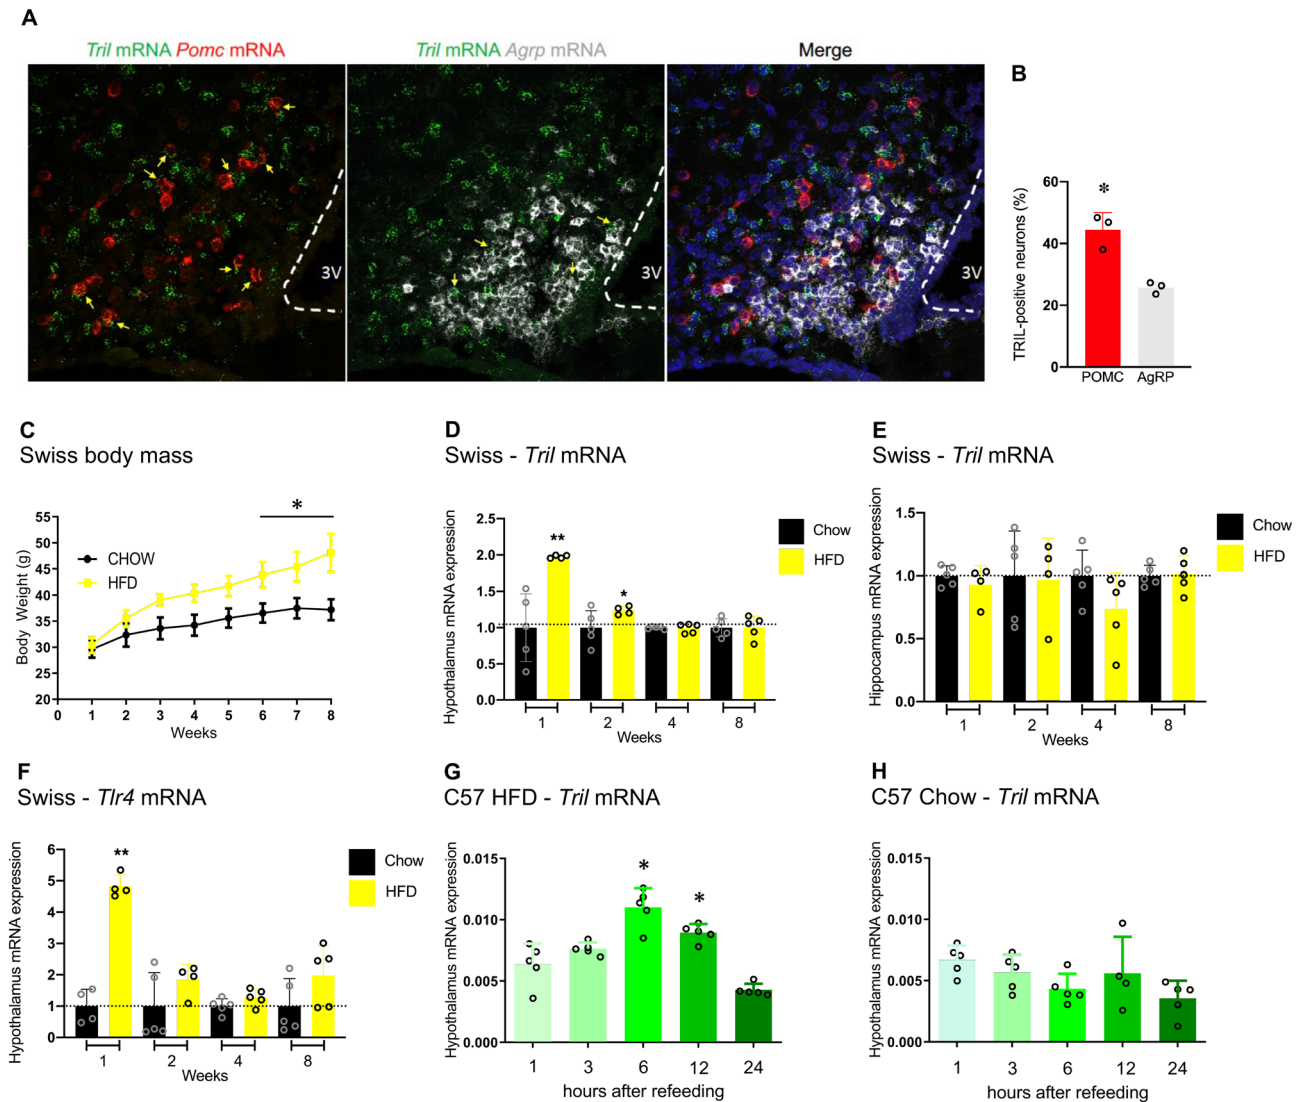 A
Tril mRNA Pomc mRNA
Tril mRNA Agrp mRNA
Merge
3V
3V
3V
B
TRIL-positive neurons (%)
60
40
20
0
*
POMC
AgRP
C
Swiss body mass
Body Weight (g)
55
50
45
40
35
30
25
20
*
CHOW
HFD
0 1 2 3 4 5 6 7 8
Weeks
D
Swiss - Tril mRNA
Hypothalamus mRNA expression
2.5
2.0
1.5
1.0
0.5
0.0
**
*
Chow
HFD
1 2 4 8
Weeks
E
Swiss - Tril mRNA
Hippocampus mRNA expression
1.5
1.0
0.5
0.0
Chow
HFD
1 2 4 8
Weeks
F
Swiss - Tlr4 mRNA
Hypothalamus mRNA expression
6
5
4
3
2
1
0
**
Chow
HFD
1 2 4 8
Weeks
G
C57 HFD - Tril mRNA
Hypothalamus mRNA expression
0.015
0.010
0.005
0.000
*
*
1 3 6 12 24
hours after refeeding
H
C57 Chow - Tril mRNA
Hypothalamus mRNA expression
0.015
0.010
0.005
0.000
1 3 6 12 24
hours after refeeding